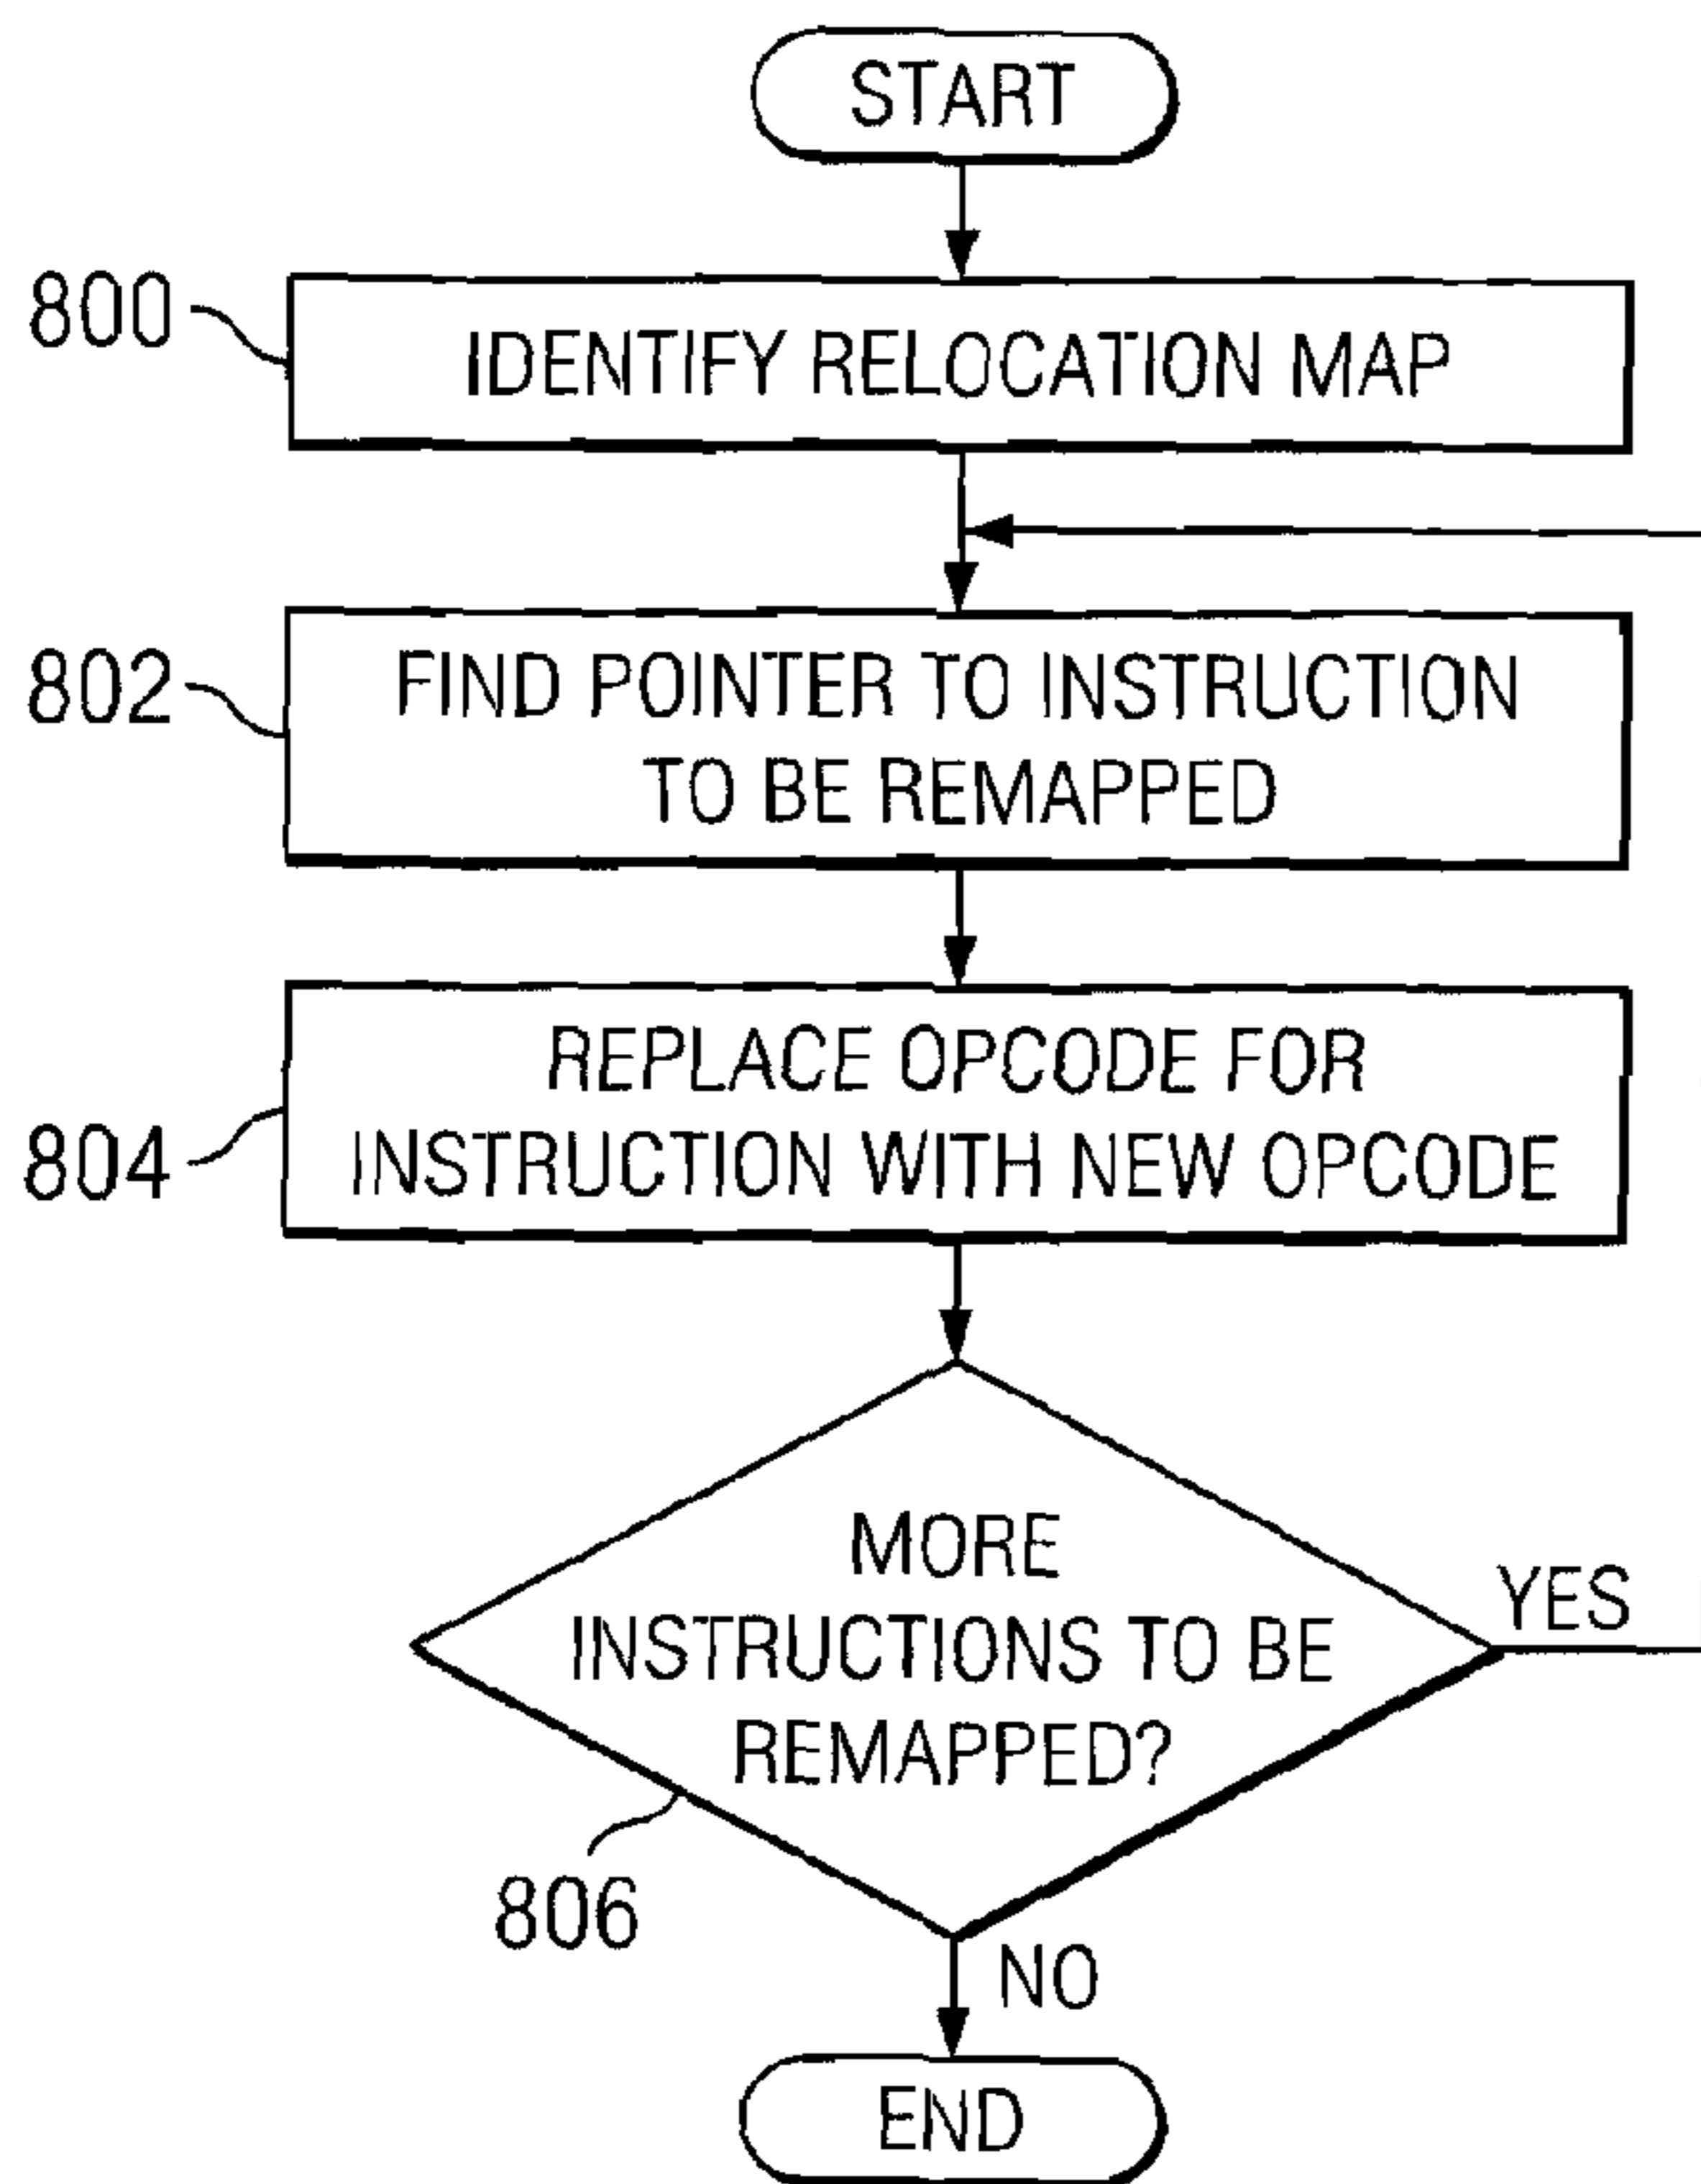 START
800
IDENTIFY RELOCATION MAP
802
FIND POINTER TO INSTRUCTION
TO BE REMAPPED
804
REPLACE OPCODE FOR
INSTRUCTION WITH NEW OPCODE
MORE
INSTRUCTIONS TO BE
REMAPPED?
YES
806
NO
END